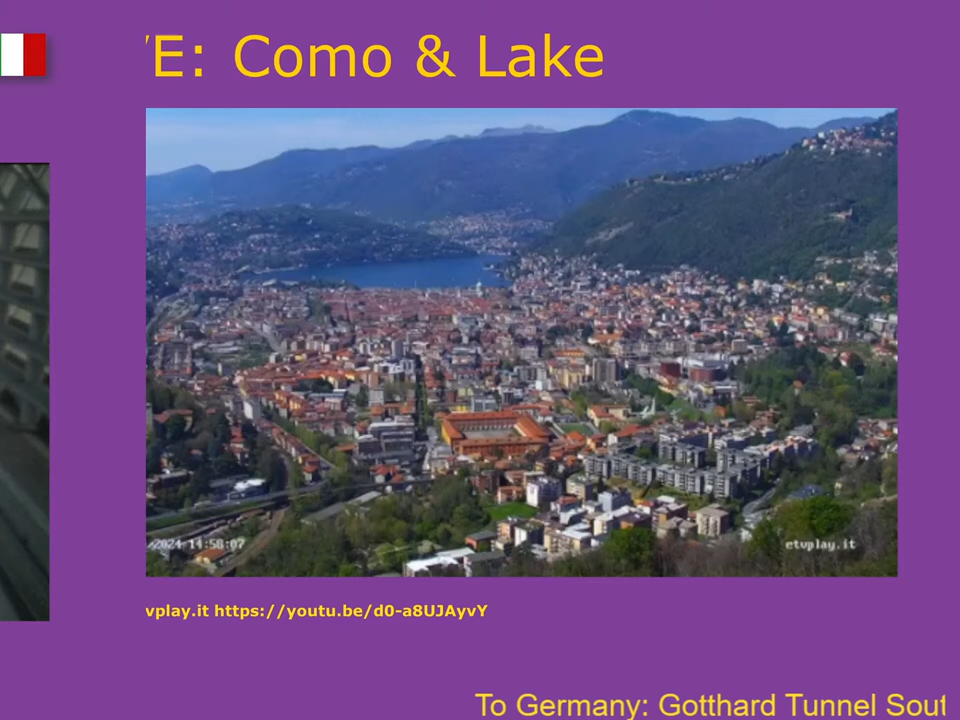 E: Como & Lake
2024 14:58:07
etvplay.it
vplay.it https://youtu.be/d0-a8UJAyvY
To Germany: Gotthard Tunnel Sout